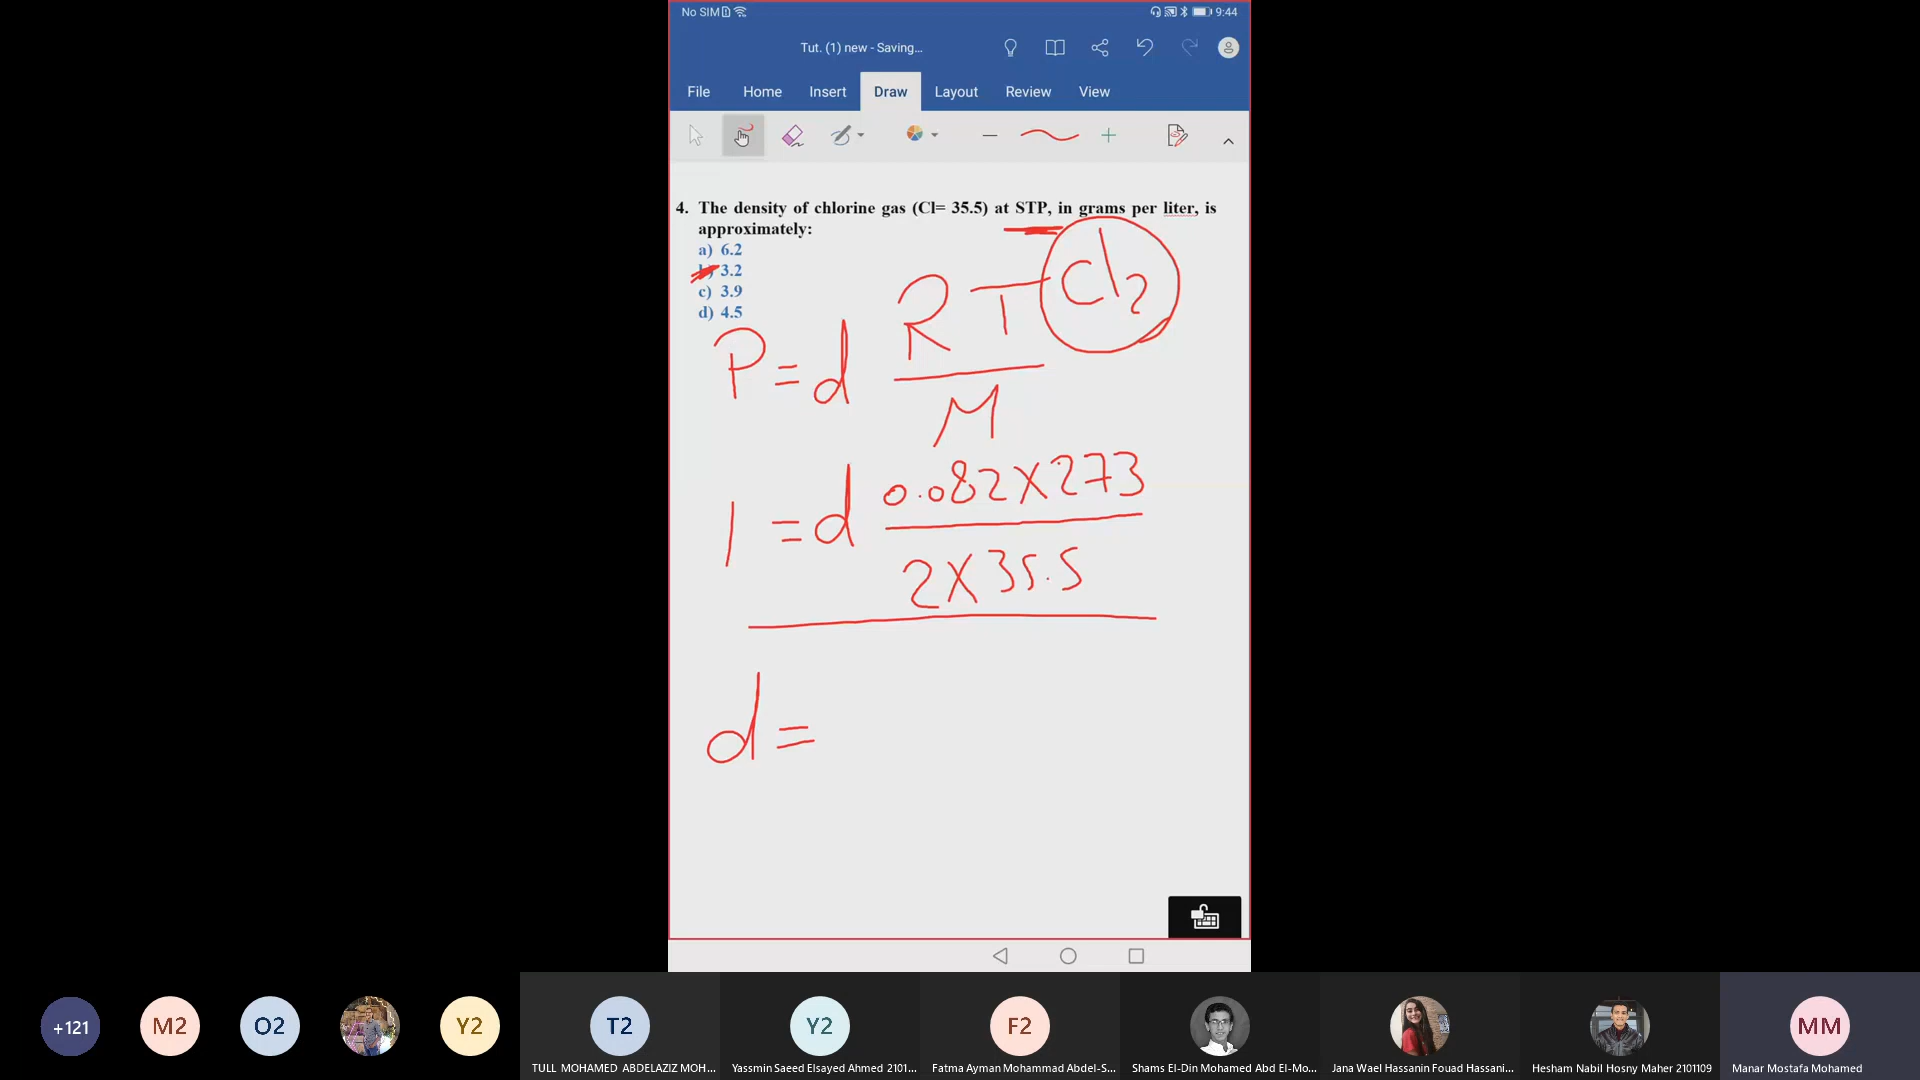 No SIM 9:44
Tut. (1) new - Saving...
File Home Insert Draw Layout Review View
4. The density of chlorine gas (Cl= 35.5) at STP, in grams per liter, is
approximately:
a) 6.2
b) 3.2
c) 3.9
d) 4.5
Cl2
P = d RT
M
1 = d 0.082 X 273
2 X 35.5
d =
+121 M2 O2 Y2 T2 Y2 F2 MM
TULL MOHAMED ABDELAZIZ MOH... Yassmin Saeed Elsayed Ahmed 2101... Fatma Ayman Mohammad Abdel-S... Shams El-Din Mohamed Abd El-Mo... Jana Wael Hassanin Fouad Hassani... Hesham Nabil Hosny Maher 2101109 Manar Mostafa Mohamed